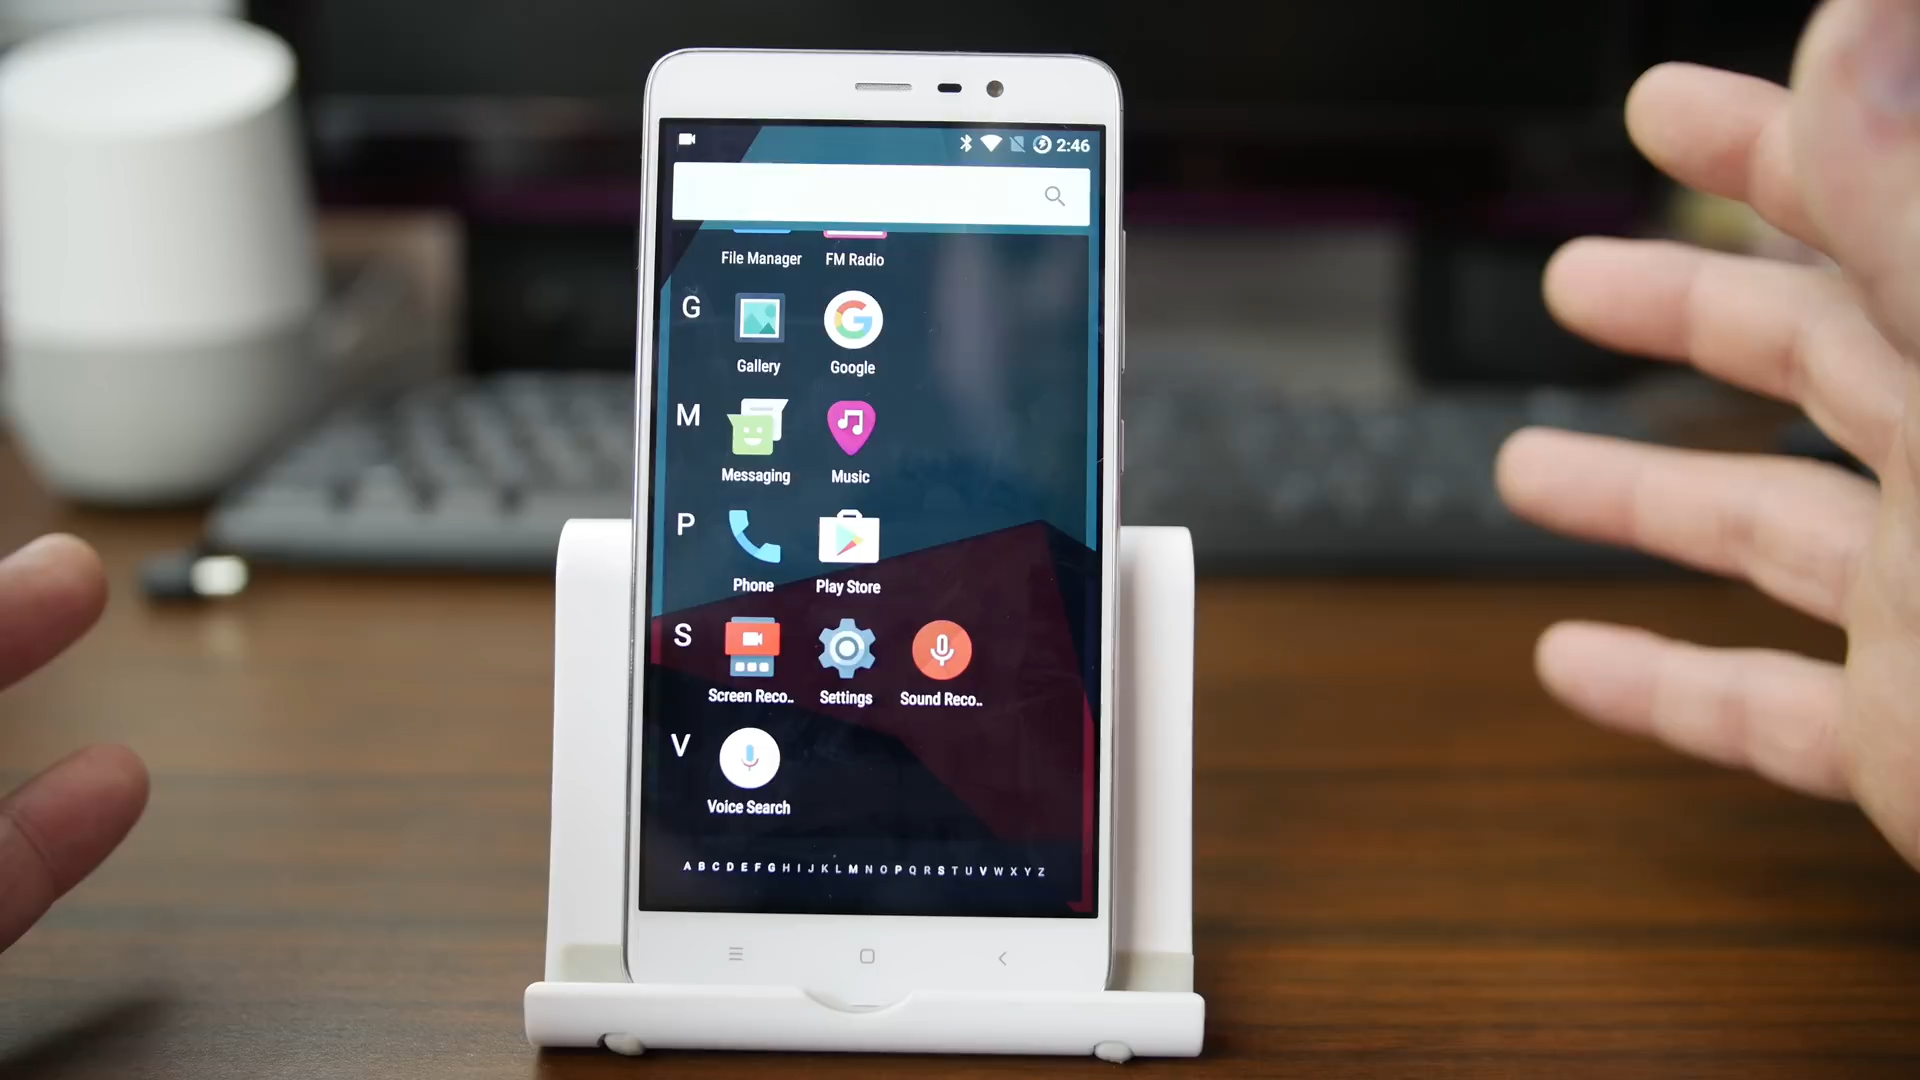 2:46
File Manager FM Radio
G
Gallery Google
M
Messaging Music
P
Phone Play Store
S
Screen Reco.. Settings Sound Reco..
V
Voice Search
A B C D E F G H I J K L M N O P Q R S T U V W X Y Z